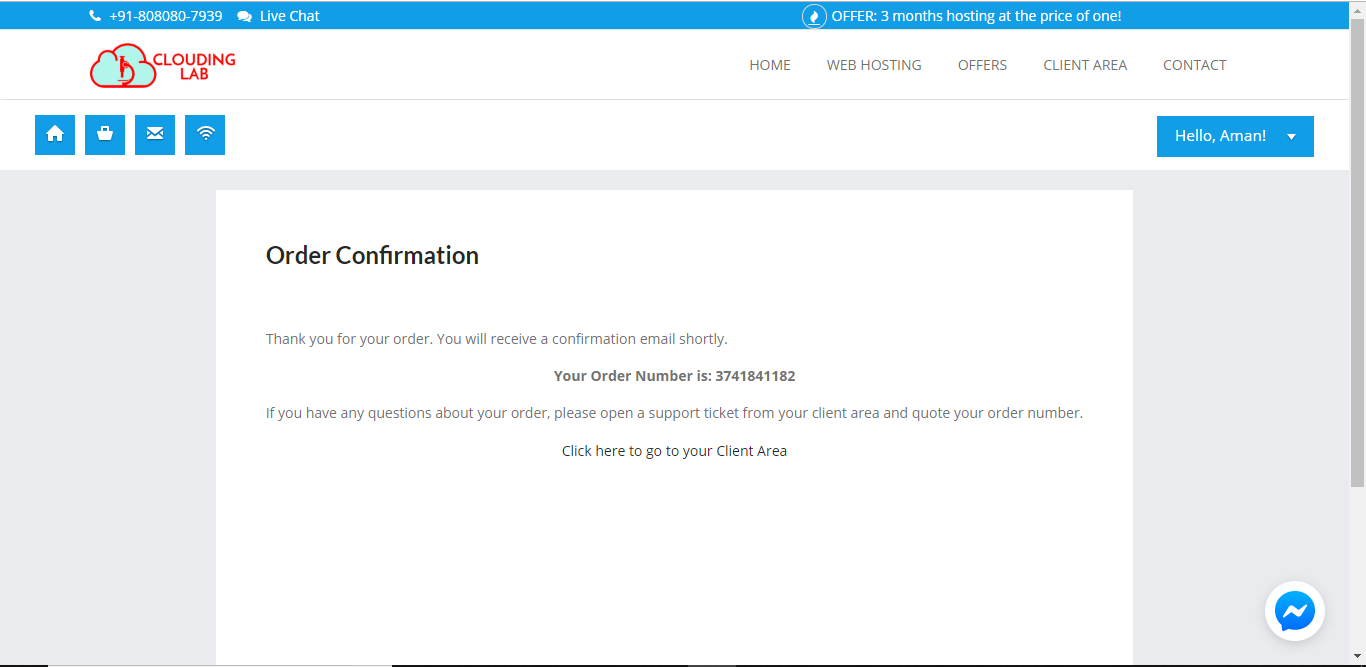 +91-808080-7939 Live Chat OFFER: 3 months hosting at the price of one!
CLOUDING
LAB
HOME WEB HOSTING OFFERS CLIENT AREA CONTACT
Hello, Aman!
Order Confirmation
Thank you for your order. You will receive a confirmation email shortly.
Your Order Number is: 3741841182
If you have any questions about your order, please open a support ticket from your client area and quote your order number.
Click here to go to your Client Area